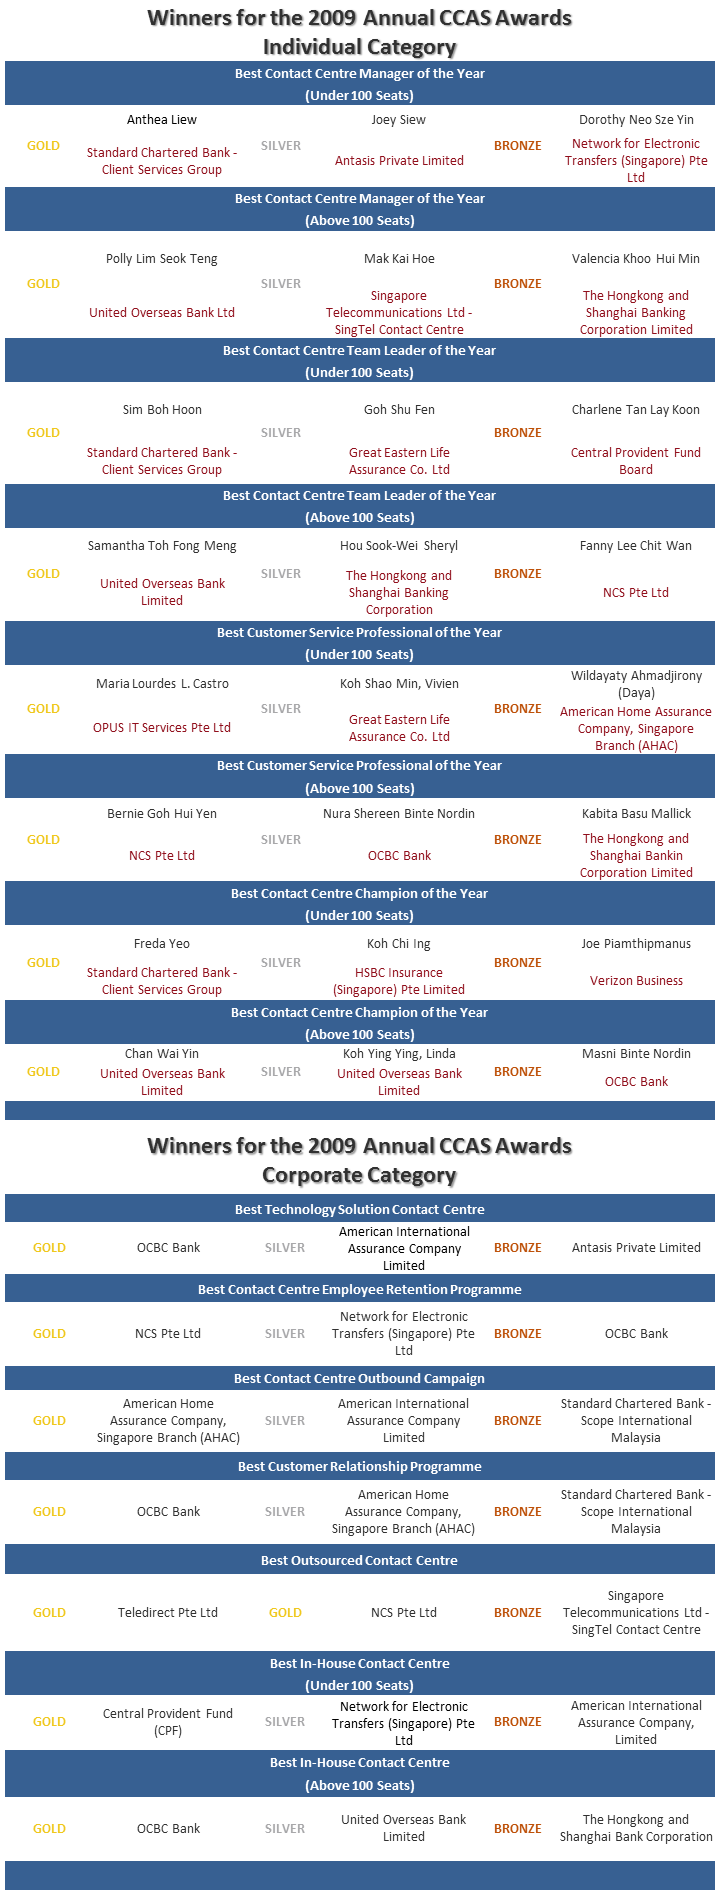 Winners for the 2009 Annual CCAS Awards
Individual Category
Best Contact Centre Manager of the Year
(Under 100 Seats)
GOLD
Anthea Liew
Standard Chartered Bank -
Client Services Group
SILVER
Joey Siew
Antasis Private Limited
BRONZE
Dorothy Neo Sze Yin
Network for Electronic
Transfers (Singapore) Pte
Ltd
Best Contact Centre Manager of the Year
(Above 100 Seats)
GOLD
Polly Lim Seok Teng
United Overseas Bank Ltd
SILVER
Mak Kai Hoe
Singapore
Telecommunications Ltd -
SingTel Contact Centre
BRONZE
Valencia Khoo Hui Min
The Hongkong and
Shanghai Banking
Corporation Limited
Best Contact Centre Team Leader of the Year
(Under 100 Seats)
GOLD
Sim Boh Hoon
Standard Chartered Bank -
Client Services Group
SILVER
Goh Shu Fen
Great Eastern Life
Assurance Co. Ltd
BRONZE
Charlene Tan Lay Koon
Central Provident Fund
Board
Best Contact Centre Team Leader of the Year
(Above 100 Seats)
GOLD
Samantha Toh Fong Meng
United Overseas Bank
Limited
SILVER
Hou Sook-Wei Sheryl
The Hongkong and
Shanghai Banking
Corporation
BRONZE
Fanny Lee Chit Wan
NCS Pte Ltd
Best Customer Service Professional of the Year
(Under 100 Seats)
GOLD
Maria Lourdes L. Castro
OPUS IT Services Pte Ltd
SILVER
Koh Shao Min, Vivien
Great Eastern Life
Assurance Co. Ltd
BRONZE
Wildayaty Ahmadjirony
(Daya)
American Home Assurance
Company, Singapore
Branch (AHAC)
Best Customer Service Professional of the Year
(Above 100 Seats)
GOLD
Bernie Goh Hui Yen
NCS Pte Ltd
SILVER
Nura Shereen Binte Nordin
OCBC Bank
BRONZE
Kabita Basu Mallick
The Hongkong and
Shanghai Bankin
Corporation Limited
Best Contact Centre Champion of the Year
(Under 100 Seats)
GOLD
Freda Yeo
Standard Chartered Bank -
Client Services Group
SILVER
Koh Chi Ing
HSBC Insurance
(Singapore) Pte Limited
BRONZE
Joe Piamthipmanus
Verizon Business
Best Contact Centre Champion of the Year
(Above 100 Seats)
GOLD
Chan Wai Yin
United Overseas Bank
Limited
SILVER
Koh Ying Ying, Linda
United Overseas Bank
Limited
BRONZE
Masni Binte Nordin
OCBC Bank
Winners for the 2009 Annual CCAS Awards
Corporate Category
Best Technology Solution Contact Centre
GOLD
OCBC Bank
SILVER
American International
Assurance Company
Limited
BRONZE
Antasis Private Limited
Best Contact Centre Employee Retention Programme
GOLD
NCS Pte Ltd
SILVER
Network for Electronic
Transfers (Singapore) Pte
Ltd
BRONZE
OCBC Bank
Best Contact Centre Outbound Campaign
GOLD
American Home
Assurance Company,
Singapore Branch (AHAC)
SILVER
American International
Assurance Company
Limited
BRONZE
Standard Chartered Bank -
Scope International
Malaysia
Best Customer Relationship Programme
GOLD
OCBC Bank
SILVER
American Home
Assurance Company,
Singapore Branch (AHAC)
BRONZE
Standard Chartered Bank -
Scope International
Malaysia
Best Outsourced Contact Centre
GOLD
Teledirect Pte Ltd
GOLD
NCS Pte Ltd
BRONZE
Singapore
Telecommunications Ltd -
SingTel Contact Centre
Best In-House Contact Centre
(Under 100 Seats)
GOLD
Central Provident Fund
(CPF)
SILVER
Network for Electronic
Transfers (Singapore) Pte
Ltd
BRONZE
American International
Assurance Company,
Limited
Best In-House Contact Centre
(Above 100 Seats)
GOLD
OCBC Bank
SILVER
United Overseas Bank
Limited
BRONZE
The Hongkong and
Shanghai Bank Corporation